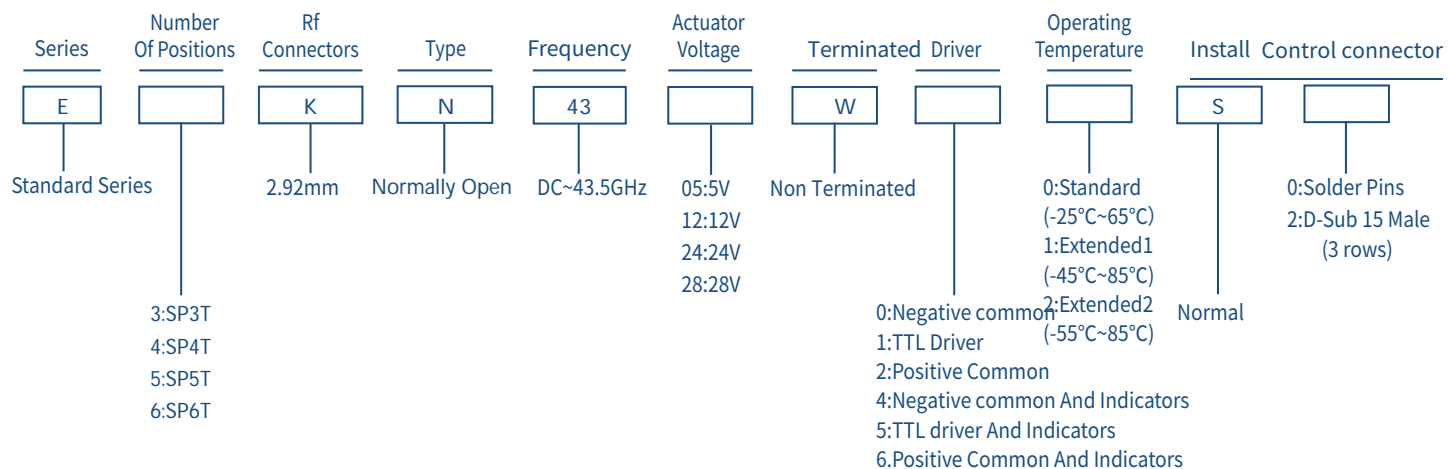 Series
Number
Of Positions
Rf
Connectors
Type
Frequency
Actuator
Voltage
Terminated
Driver
Operating
Temperature
Install
Control connector
E
K
N
43
W
S
Standard Series
2.92mm
Normally Open
DC~43.5GHz
05:5V
12:12V
24:24V
28:28V
Non Terminated
0:Standard
(-25°C~65°C)
1:Extended1
(-45°C~85°C)
2:Extended2
(-55°C~85°C)
0:Solder Pins
2:D-Sub 15 Male
(3 rows)
3:SP3T
4:SP4T
5:SP5T
6:SP6T
0:Negative common
1:TTL Driver
2:Positive Common
4:Negative common And Indicators
5:TTL driver And Indicators
6.Positive Common And Indicators
Normal